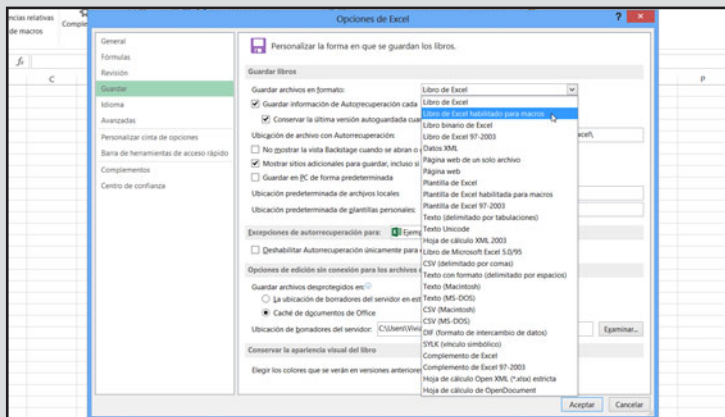 Opciones de Excel
? X
ncias relativas
de macros
Comple
fx
C
P
General
Fórmulas
Revisión
Guardar
Idioma
Avanzadas
Personalizar cinta de opciones
Barra de herramientas de acceso rápido
Complementos
Centro de confianza
Personalizar la forma en que se guardan los libros.
Guardar libros
Guardar archivos en formato: Libro de Excel
Guardar información de Autorrecuperación cada
Conservar la última versión autoguardada cua
Ubicación de archivo con Autorrecuperación: xcel\
No mostrar la vista Backstage cuando se abran o
Mostrar sitios adicionales para guardar, incluso si
Guardar en PC de forma predeterminada
Ubicación predeterminada de archivos locales
Ubicación predeterminada de plantillas personales:
Excepciones de autorrecuperación para: Ejemp
Deshabilitar Autorrecuperación únicamente para
Opciones de edición sin conexión para los archivos
Guardar archivos desprotegidos en:
La ubicación de borradores del servidor en est
Caché de documentos de Office
Ubicación de borradores del servidor: C:\Users\Vivia Examinar...
Conservar la apariencia visual del libro
Elegir los colores que se verán en versiones anteriores
Libro de Excel
Libro de Excel habilitado para macros
Libro binario de Excel
Libro de Excel 97-2003
Datos XML
Página web de un solo archivo
Página web
Plantilla de Excel
Plantilla de Excel habilitada para macros
Plantilla de Excel 97-2003
Texto (delimitado por tabulaciones)
Texto Unicode
Hoja de cálculo XML 2003
Libro de Microsoft Excel 5.0/95
CSV (delimitado por comas)
Texto con formato (delimitado por espacios)
Texto (Macintosh)
Texto (MS-DOS)
CSV (Macintosh)
CSV (MS-DOS)
DIF (formato de intercambio de datos)
SYLK (vínculo simbólico)
Complemento de Excel
Complemento de Excel 97-2003
Hoja de cálculo Open XML (*.xlsx) estricta
Hoja de cálculo de OpenDocument
Aceptar Cancelar